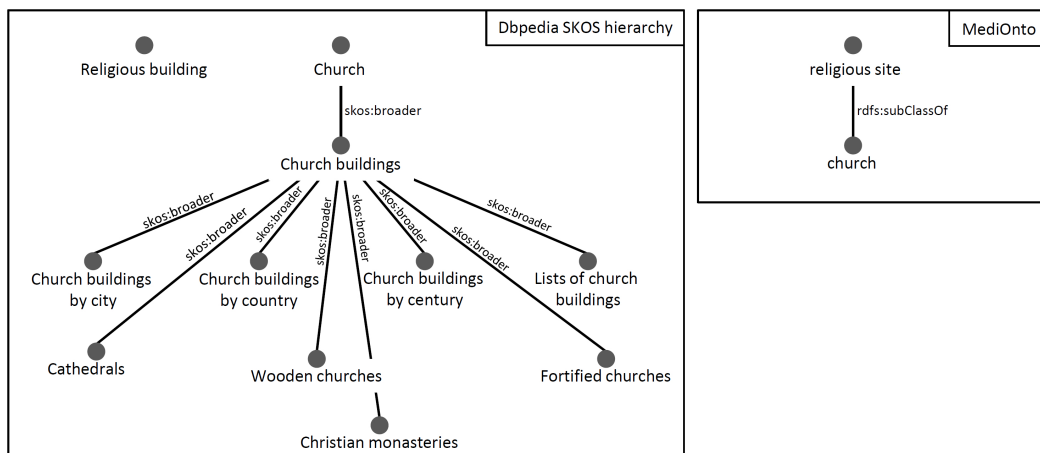 Dbpedia SKOS hierarchy
MediOnto
Religious building
Church
religious site
skos:broader
rdfs:subClassOf
Church buildings
church
skos:broader
skos:broader
skos:broader
skos:broader
skos:broader
skos:broader
skos:broader
skos:broader
Church buildings
by city
Church buildings
by country
Church buildings
by century
Lists of church
buildings
Cathedrals
Wooden churches
Fortified churches
Christian monasteries